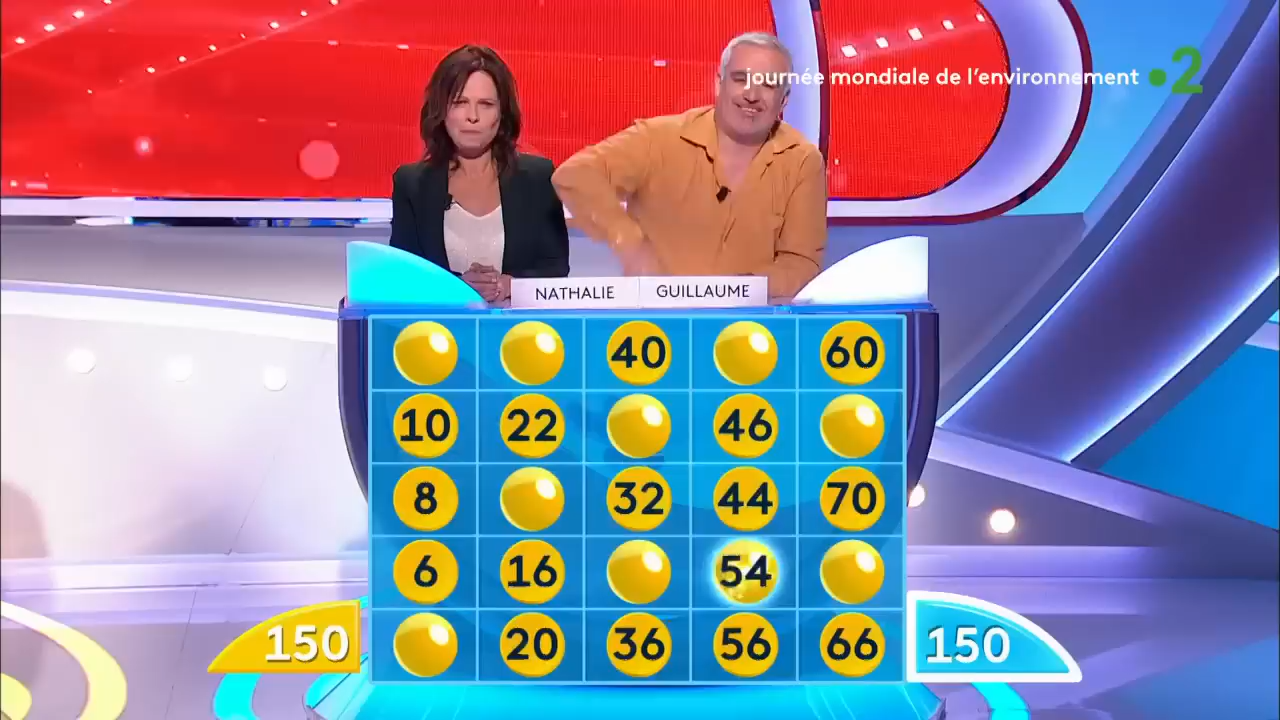 journée mondiale de l'environnement 2
NATHALIE GUILLAUME
40 60
10 22 46
8 32 44 70
6 16 54
20 36 56 66
150 150